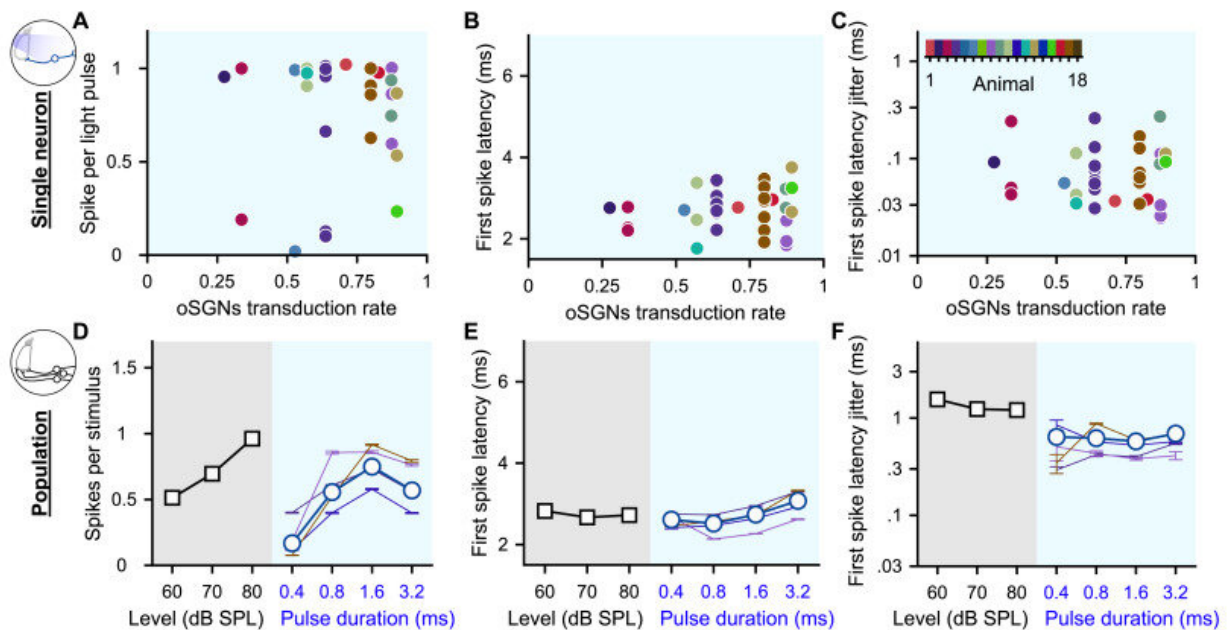 A
Single neuron
Spike per light pulse
1
0.5
0
0
0.25
0.5
0.75
1
oSGNs transduction rate
B
First spike latency (ms)
6
4
2
0
0.25
0.5
0.75
1
oSGNs transduction rate
C
First spike latency jitter (ms)
1
.3
.1
.03
.01
1
Animal
18
0
0.25
0.5
0.75
1
oSGNs transduction rate
D
Population
Spikes per stimulus
1.5
1
0.5
0
60
70
80
0.4
0.8
1.6
3.2
Level (dB SPL)
Pulse duration (ms)
E
First spike latency (ms)
6
4
2
60
70
80
0.4
0.8
1.6
3.2
Level (dB SPL)
Pulse duration (ms)
F
First spike latency jitter (ms)
3
1
.3
.1
.03
60
70
80
0.4
0.8
1.6
3.2
Level (dB SPL)
Pulse duration (ms)